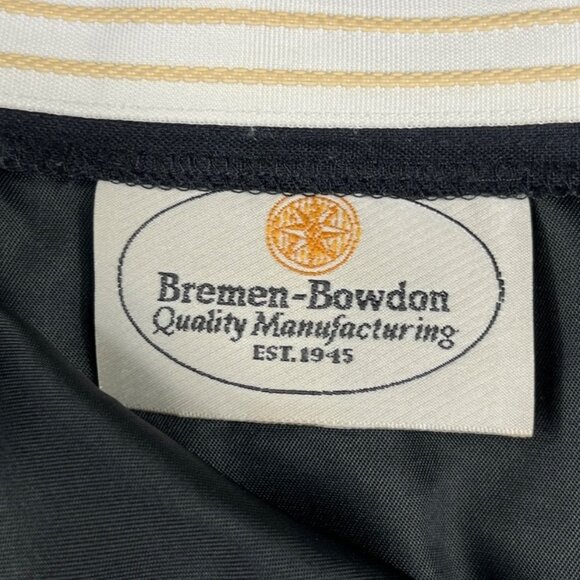 Bremen-Bowdon
Quality Manufacturing
EST. 1945